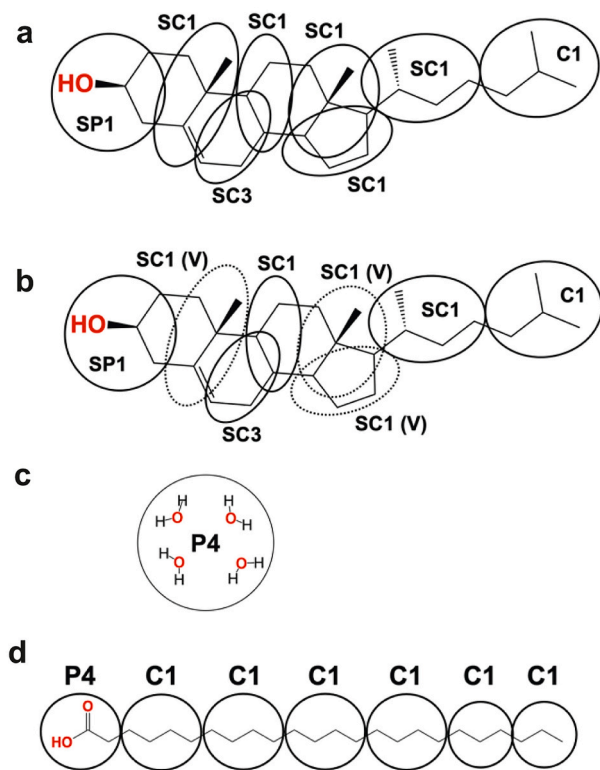 a
SC1 SC1 SC1 SC1 C1
HO
SP1
SC3 SC1
b
SC1 (V) SC1 SC1 (V) SC1 C1
HO
SP1
SC3 SC1 (V)
c
H H
H O O H
P4
H O O H
H H
d
P4 C1 C1 C1 C1 C1 C1
O
HO